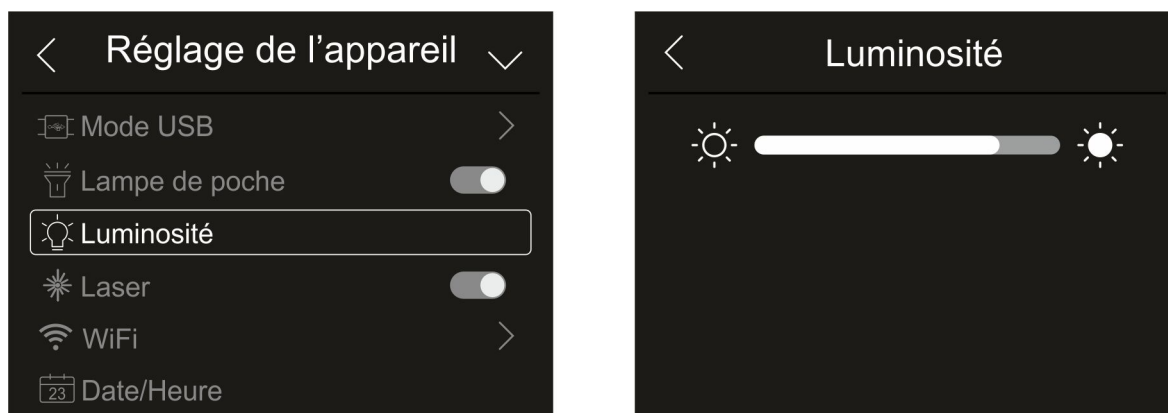 Réglage de l’appareil
Mode USB
Lampe de poche
Luminosité
Laser
WiFi
23 Date/Heure
Luminosité